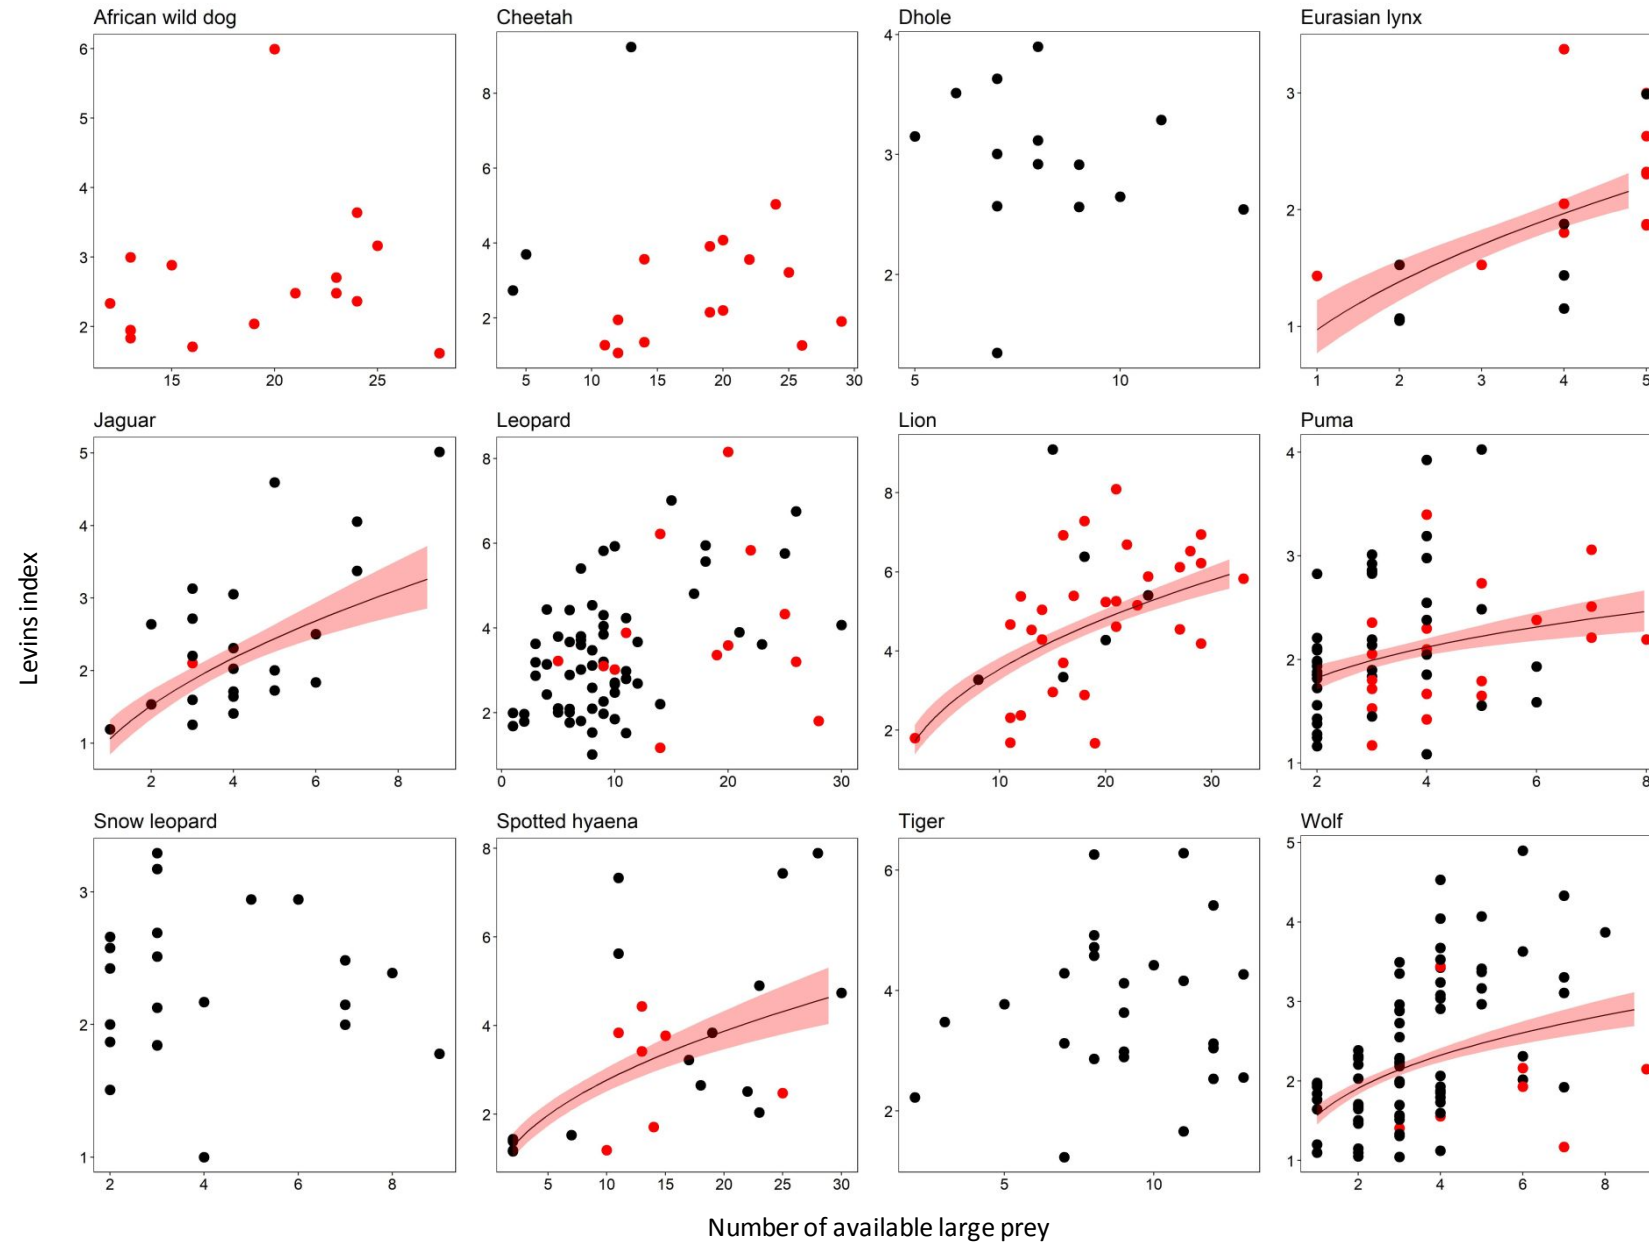 African wild dog
Cheetah
Dhole
Eurasian lynx
6
5
4
3
2
15 20 25
8
6
4
2
5 10 15 20 25 30
4
3
2
5 10
3
2
1
1 2 3 4 5
Jaguar
Leopard
Lion
Puma
5
4
3
2
1
2 4 6 8
8
6
4
2
0 10 20 30
8
6
4
2
10 20 30
4
3
2
1
2 4 6 8
Levins index
Snow leopard
Spotted hyaena
Tiger
Wolf
3
2
1
2 4 6 8
8
6
4
2
5 10 15 20 25 30
6
4
2
5 10
5
4
3
2
1
2 4 6 8
Number of available large prey